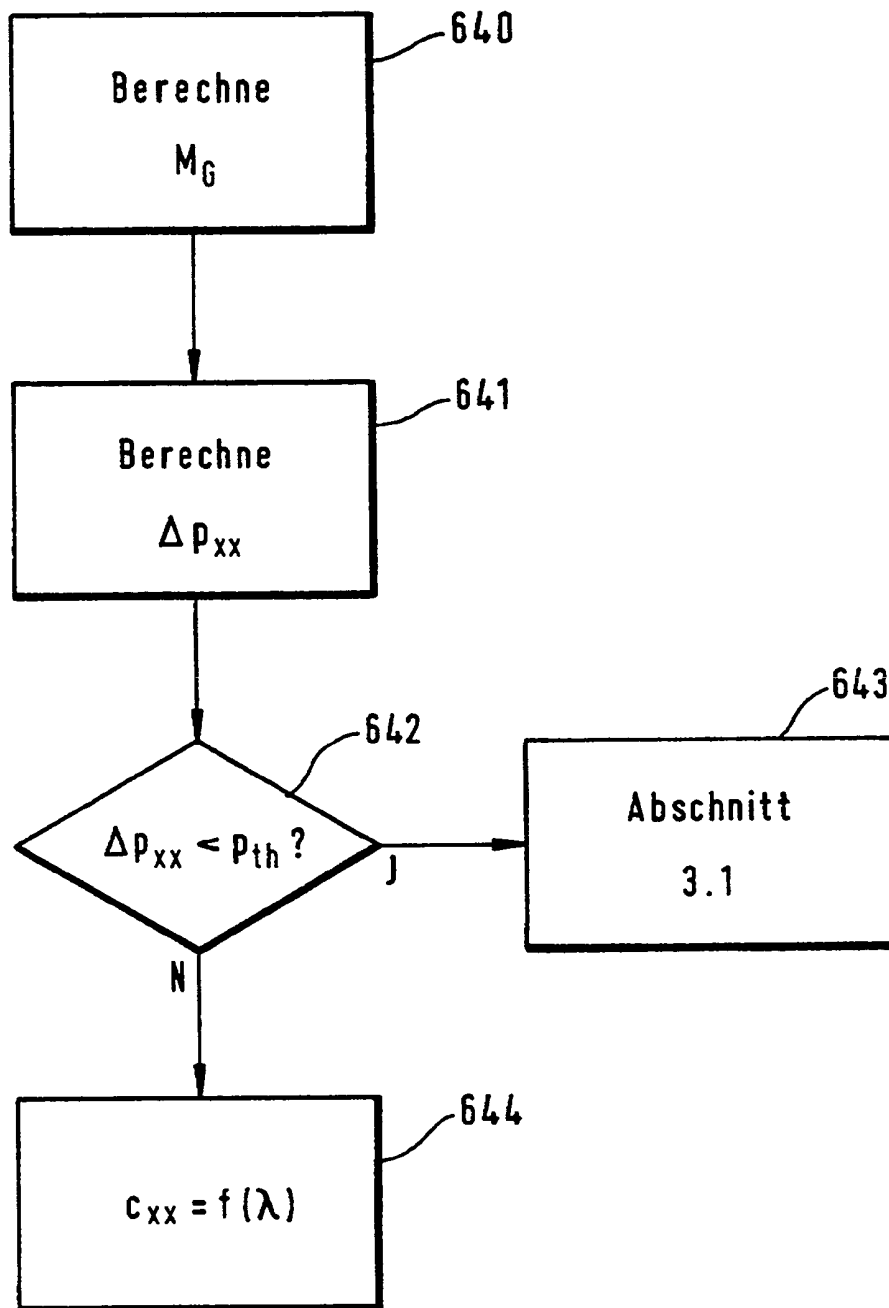 640
Berechne
M_G
641
Berechne
Δp_xx
642
Δp_xx < p_th ?
J
643
Abschnitt
3.1
N
644
c_xx = f(λ)